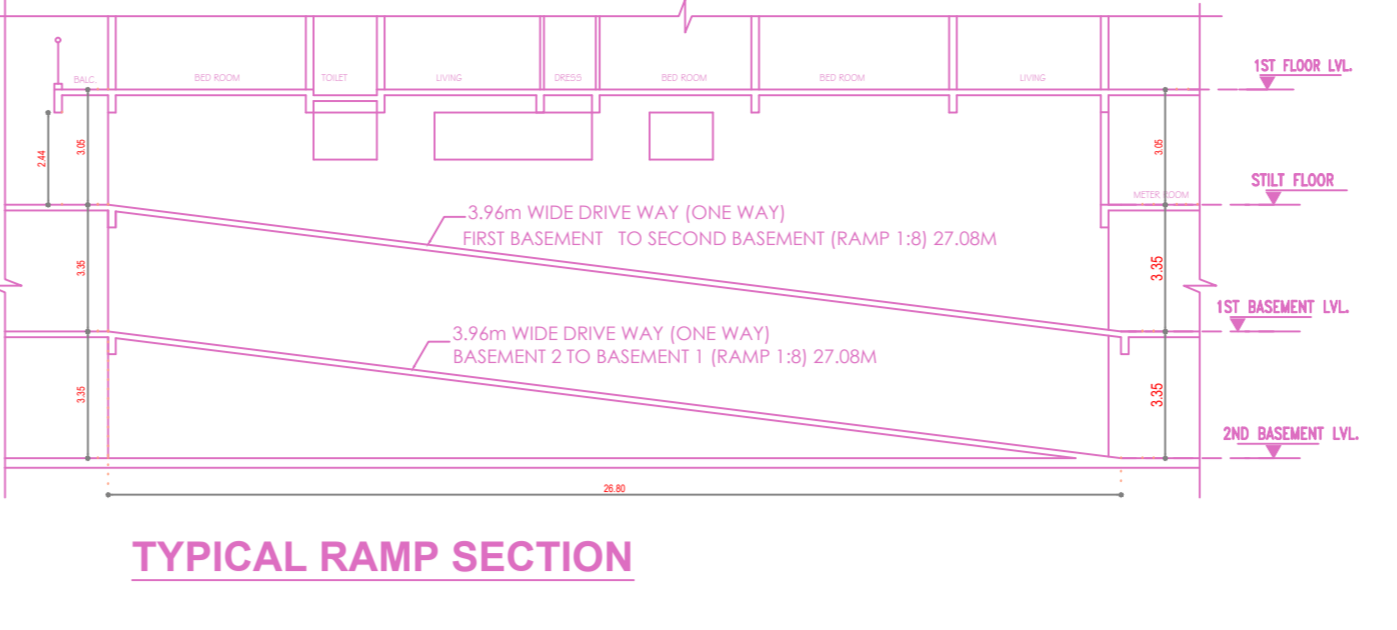 1ST FLOOR LVL.
BALC.
BED ROOM
TOILET
LIVING
DRESS
BED ROOM
BED ROOM
LIVING
2.44
3.05
3.05
STILT FLOOR
METER ROOM
3.96m WIDE DRIVE WAY (ONE WAY)
FIRST BASEMENT TO SECOND BASEMENT (RAMP 1:8) 27.08M
3.35
3.35
1ST BASEMENT LVL.
3.96m WIDE DRIVE WAY (ONE WAY)
BASEMENT 2 TO BASEMENT 1 (RAMP 1:8) 27.08M
3.35
3.35
2ND BASEMENT LVL.
26.80
TYPICAL RAMP SECTION